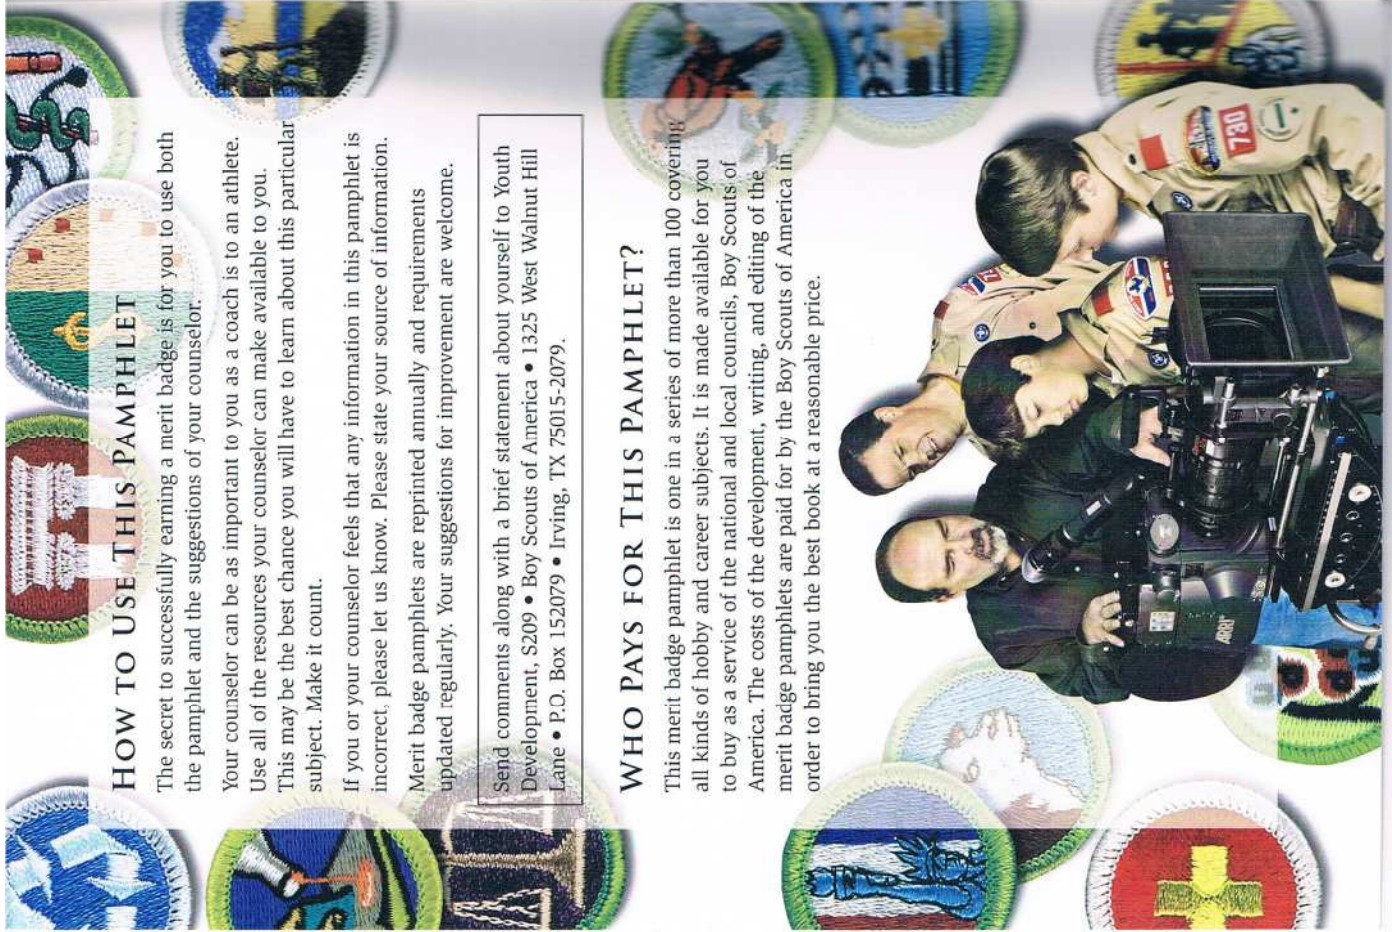 HOW TO USE THIS PAMPHLET
The secret to successfully earning a merit badge is for you to use both
the pamphlet and the suggestions of your counselor.
Your counselor can be as important to you as a coach is to an athlete.
Use all of the resources your counselor can make available to you.
This may be the best chance you will have to learn about this particular
subject. Make it count.
If you or your counselor feels that any information in this pamphlet is
incorrect, please let us know. Please state your source of information.
Merit badge pamphlets are reprinted annually and requirements
updated regularly. Your suggestions for improvement are welcome.
Send comments along with a brief statement about yourself to Youth
Development, S209 • Boy Scouts of America • 1325 West Walnut Hill
Lane • P.O. Box 152079 • Irving, TX 75015-2079.
WHO PAYS FOR THIS PAMPHLET?
This merit badge pamphlet is one in a series of more than 100 covering
all kinds of hobby and career subjects. It is made available for you
to buy as a service of the national and local councils, Boy Scouts of
America. The costs of the development, writing, and editing of the
merit badge pamphlets are paid for by the Boy Scouts of America in
order to bring you the best book at a reasonable price.
730
ARRI